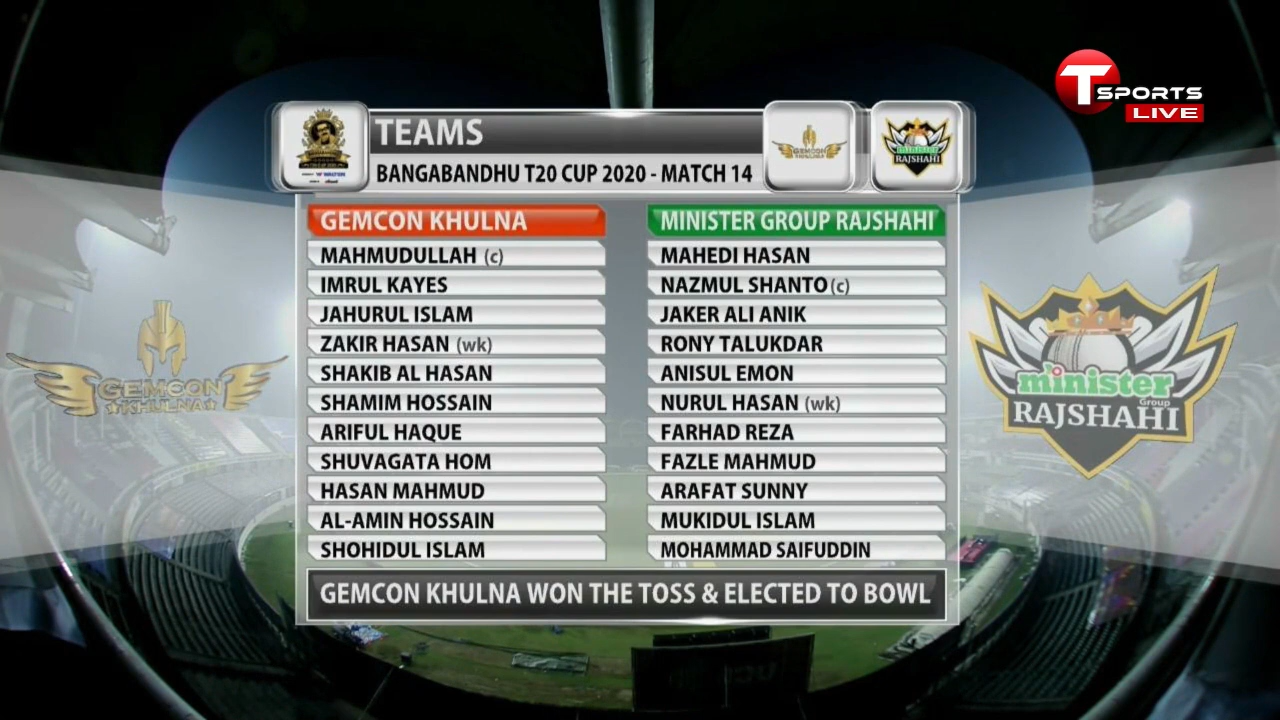 T SPORTS
LIVE
TEAMS
BANGABANDHU T20 CUP 2020 - MATCH 14
GEMCON KHULNA
MAHMUDULLAH (c)
IMRUL KAYES
JAHURUL ISLAM
ZAKIR HASAN (wk)
SHAKIB AL HASAN
SHAMIM HOSSAIN
ARIFUL HAQUE
SHUVAGATA HOM
HASAN MAHMUD
AL-AMIN HOSSAIN
SHOHIDUL ISLAM
MINISTER GROUP RAJSHAHI
MAHEDI HASAN
NAZMUL SHANTO(c)
JAKER ALI ANIK
RONY TALUKDAR
ANISUL EMON
NURUL HASAN (wk)
FARHAD REZA
FAZLE MAHMUD
ARAFAT SUNNY
MUKIDUL ISLAM
MOHAMMAD SAIFUDDIN
GEMCON KHULNA WON THE TOSS & ELECTED TO BOWL
GEMCON
KHULNA
minister
Group
RAJSHAHI
minister
RAJSHAHI
GEMCON